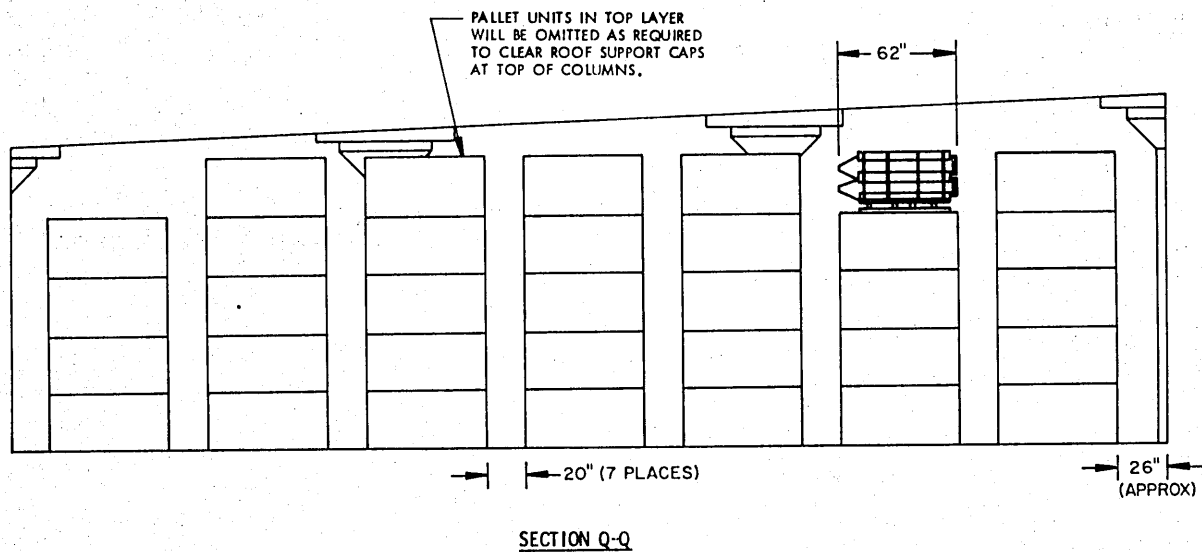 PALLET UNITS IN TOP LAYER
WILL BE OMITTED AS REQUIRED
TO CLEAR ROOF SUPPORT CAPS
AT TOP OF COLUMNS.
62"
20" (7 PLACES)
26"
(APPROX)
SECTION Q-Q